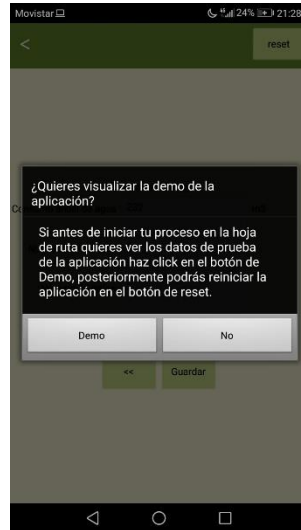 Movistar 24% 21:28
< reset
¿Quieres visualizar la demo de la
aplicación?
Si antes de iniciar tu proceso en la hoja
de ruta quieres ver los datos de prueba
de la aplicación haz click en el botón de
Demo, posteriormente podrás reiniciar la
aplicación en el botón de reset.
Demo No
<< Guardar